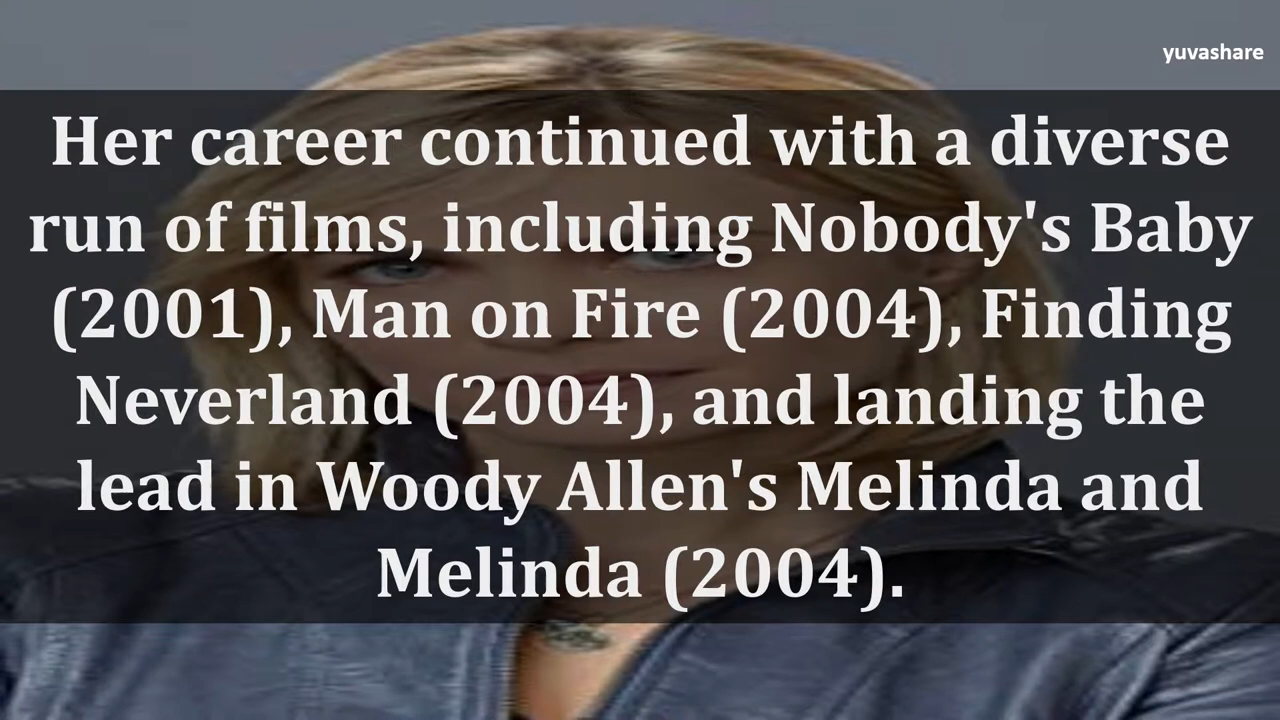 yuvashare
Her career continued with a diverse
run of films, including Nobody's Baby
(2001), Man on Fire (2004), Finding
Neverland (2004), and landing the
lead in Woody Allen's Melinda and
Melinda (2004).